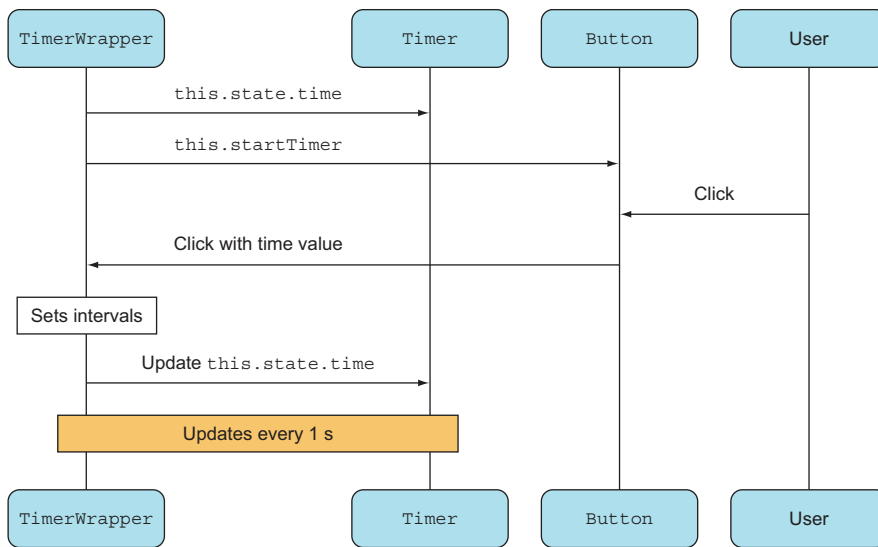 TimerWrapper Timer Button User
this.state.time
this.startTimer
Click
Click with time value
Sets intervals
Update this.state.time
Updates every 1 s
TimerWrapper Timer Button User